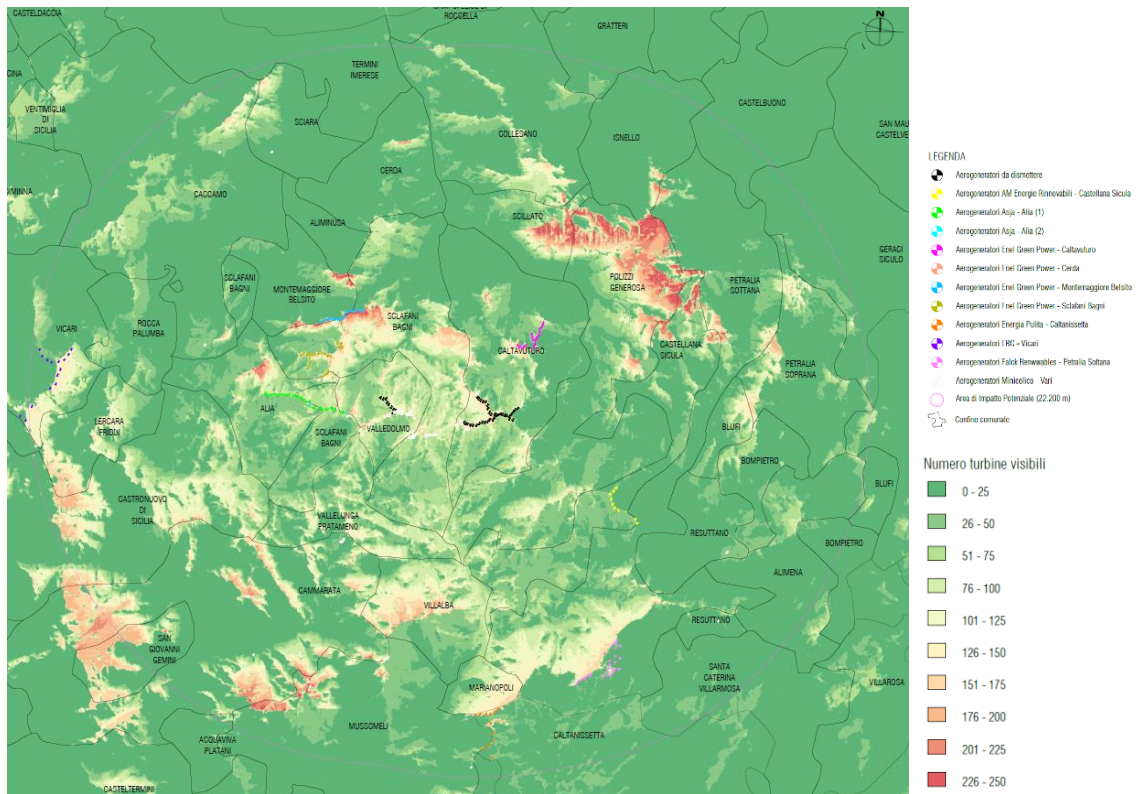 CASTELDACCIA
ROCCELLA
GRATTERI
N
TERMINI
IMERESE
CINA
VENTIMIGLIA
DI
SICILIA
SCIARA
COLLESANO
ISNELLO
CASTELBUONO
SAN MAU
CASTELVE
CERDA
CACCAMO
ALIMINUSA
SCILLATO
GERACI
SICULO
SCLAFANI
BAGNI
MONTEMAGGIORE
BELSITO
POLIZZI
GENEROSA
PETRALIA
SOTTANA
VICARI
ROCCA
PALUMBA
SCLAFANI
BAGNI
CALTAVUTURO
CASTELLANA
SICULA
PETRALIA
SOPRANA
ALIA
LERCARA
FRIDDI
SCLAFANI
BAGNI
VALLEDOLMO
BLUFI
BOMPIETRO
BLUFI
CASTRONUOVO
DI
SICILIA
VALLELUNGA
PRATAMENO
RESUTTANO
BOMPIETRO
ALIMENA
CAMMARATA
VILLALBA
RESUTTANO
SAN
GIOVANNI
GEMINI
SANTA
CATERINA
VILLARMOSA
MARIANOPOLI
VILLAROSA
MUSSOMELI
CALTANISSETTA
ACQUAVIVA
PLATANI
CASTELTERMINI
LEGENDA
Aerogeneratori da dismettere
Aerogeneratori AM Energie Rinnovabili - Castellana Sicula
Aerogeneratori Asja - Alia (1)
Aerogeneratori Asja - Alia (2)
Aerogeneratori Enel Green Power - Caltavuturo
Aerogeneratori Enel Green Power - Cerda
Aerogeneratori Enel Green Power - Montemaggiore Belsito
Aerogeneratori Enel Green Power - Sclafani Bagni
Aerogeneratori Energia Pulita - Caltanissetta
Aerogeneratori - Vicari
Aerogeneratori Falck Renwwables - Petralia Sottana
Aerogeneratori Minieolico Vari
Area di Impatto Potenziale (22.200 m)
Confine comunale
Numero turbine visibili
0 - 25
26 - 50
51 - 75
76 - 100
101 - 125
126 - 150
151 - 175
176 - 200
201 - 225
226 - 250